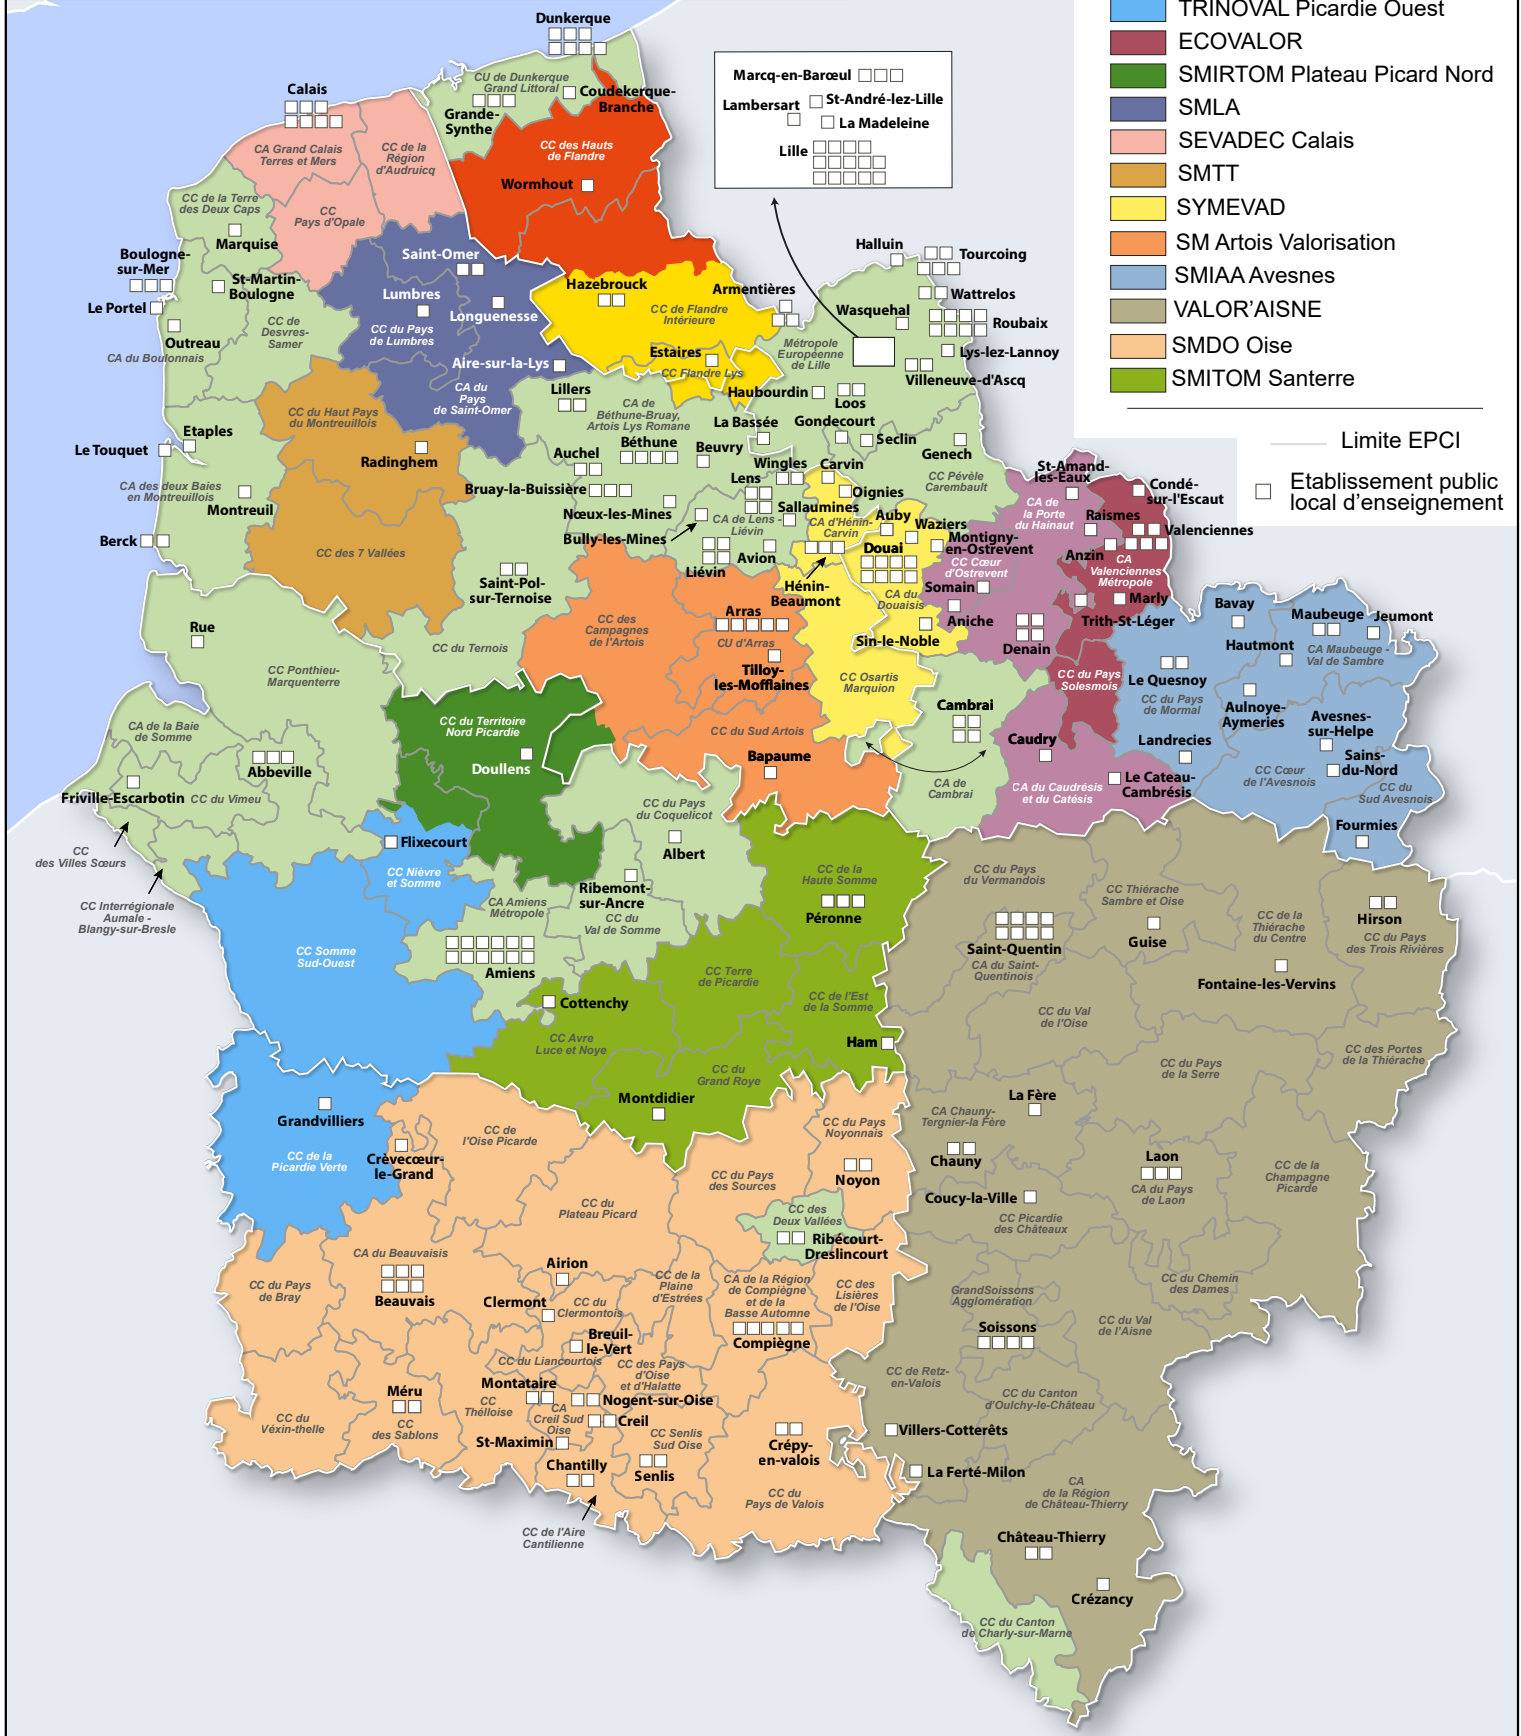 TRINOVAL Picardie Ouest
ECOVALOR
SMIRTOM Plateau Picard Nord
SMLA
SEVADEC Calais
SMTT
SYMEVAD
SM Artois Valorisation
SMIAA Avesnes
VALOR'AISNE
SMDO Oise
SMITOM Santerre
Limite EPCI
Etablissement public
local d'enseignement
Dunkerque
CU de Dunkerque
Grand Littoral
Coudekerque-
Branche
Grande-
Synthe
Calais
CA Grand Calais
Terres et Mers
CC de la
Région
d'Audruicq
CC des Hauts
de Flandre
Wormhout
Marcq-en-Barœul
Lambersart
St-André-lez-Lille
La Madeleine
Lille
CC de la Terre
des Deux Caps
Marquise
CC
Pays d'Opale
Boulogne-
sur-Mer
St-Martin-
Boulogne
Le Portel
Outreau
CA du Boulonnais
CC de
Desvres-
Samer
Saint-Omer
Lumbres
Longuenesse
CC du Pays
de Lumbres
Aire-sur-la-Lys
CA du
Pays
de Saint-Omer
Hazebrouck
CC de Flandre
Intérieure
Estaires
CC Flandre Lys
Armentières
Halluin
Tourcoing
Wattrelos
Wasquehal
Roubaix
Métropole
Européenne
de Lille
Lys-lez-Lannoy
Villeneuve-d'Ascq
Haubourdin
Loos
Lillers
CA de
Béthune-Bruay,
Artois Lys Romane
La Bassée
Gondecourt
Seclin
Genech
CC Pévèle
Carembault
CC du Haut Pays
du Montreuillois
Radinghem
Etaples
Le Touquet
CA des deux Baies
en Montreuillois
Montreuil
Berck
Auchel
Béthune
Beuvry
Bruay-la-Buissière
Nœux-les-Mines
Bully-les-Mines
Wingles
Lens
Carvin
Oignies
Sallaumines
CA de Lens -
Liévin
CA d'Hénin-
Carvin
Liévin
Avion
Hénin-
Beaumont
Auby
Waziers
Douai
CA du
Douaisis
Sin-le-Noble
Montigny-
en-Ostrevent
CC Cœur
d'Ostrevent
Somain
Aniche
Denain
St-Amand-
les-Eaux
CA de
la Porte
du Hainaut
Condé-
sur-l'Escaut
Raismes
Valenciennes
Anzin
CA
Valenciennes
Métropole
Marly
Trith-St-Léger
CC des 7 Vallées
Saint-Pol-
sur-Ternoise
CC du Ternois
CC des
Campagnes
de l'Artois
Arras
CU d'Arras
Tilloy-
les-Mofflaines
CC du Sud Artois
Bapaume
CC Osartis
Marquion
Cambrai
CA de
Cambrai
Caudry
CA du Caudrésis
et du Catésis
Le Cateau-
Cambrésis
CC du Pays
Solesmois
Le Quesnoy
CC du Pays
de Mormal
Landrecies
Bavay
Maubeuge
Jeumont
Hautmont
CA Maubeuge -
Val de Sambre
Aulnoye-
Aymeries
Avesnes-
sur-Helpe
Sains-
du-Nord
CC Cœur
de l'Avesnois
CC du
Sud Avesnois
Fourmies
Rue
CC Ponthieu-
Marquenterre
CA de la Baie
de Somme
Abbeville
Friville-Escarbotin
CC du Vimeu
CC
des Villes Sœurs
CC Interrégionale
Aumale -
Blangy-sur-Bresle
CC du Territoire
Nord Picardie
Doullens
Flixecourt
CC Nièvre
et Somme
CC du Pays
du Coquelicot
Albert
Ribemont-
sur-Ancre
CC du
Val de Somme
CA Amiens
Métropole
Amiens
CC Somme
Sud-Ouest
Cottenchy
CC Avre
Luce et Noye
CC de la
Haute Somme
Péronne
CC Terre
de Picardie
CC de l'Est
de la Somme
Ham
CC du
Grand Roye
Montdidier
CC du Pays
du Vermandois
Saint-Quentin
CA du Saint-
Quentinois
CC Thiérache
Sambre et Oise
Guise
CC de la
Thiérache
du Centre
Hirson
CC du Pays
des Trois Rivières
Fontaine-les-Vervins
CC du Val
de l'Oise
CC du Pays
de la Serre
CC des Portes
de la Thiérache
Grandvilliers
CC de la
Picardie Verte
Crèvecœur-
le-Grand
CC de
l'Oise Picarde
CC du
Plateau Picard
CC du Pays
des Sources
CC du Pays
Noyonnais
Noyon
CC des
Deux Vallées
Ribécourt-
Dreslincourt
La Fère
CA Chauny-
Tergnier-la Fère
Chauny
Coucy-la-Ville
CC Picardie
des Châteaux
Laon
CA du Pays
de Laon
CC de la
Champagne
Picarde
CC du Pays
de Bray
CA du Beauvaisis
Beauvais
Airion
Clermont
CC du
Clermontois
Breuil-
le-Vert
CC de la
Plaine
d'Estrées
CA de la Région
de Compiègne
et de la
Basse Automne
Compiègne
CC des
Lisières
de l'Oise
GrandSoissons
Agglomération
Soissons
CC du Chemin
des Dames
CC du Val
de l'Aisne
CC du Liancourtois
CC des Pays
d'Oise
et d'Halatte
Montataire
Nogent-sur-Oise
CC
Thélloise
CA
Creil Sud
Oise
Creil
St-Maximin
Méru
CC
des Sablons
CC du
Véxin-thelle
Chantilly
CC Senlis
Sud Oise
Senlis
CC de l'Aire
Cantilienne
Crépy-
en-valois
CC du
Pays de Valois
CC de Retz-
en-Valois
CC du Canton
d'Oulchy-le-Château
Villers-Cotterêts
La Ferté-Milon
CA
de la Région
de Château-Thierry
Château-Thierry
Crézancy
CC du Canton
de Charly-sur-Marne